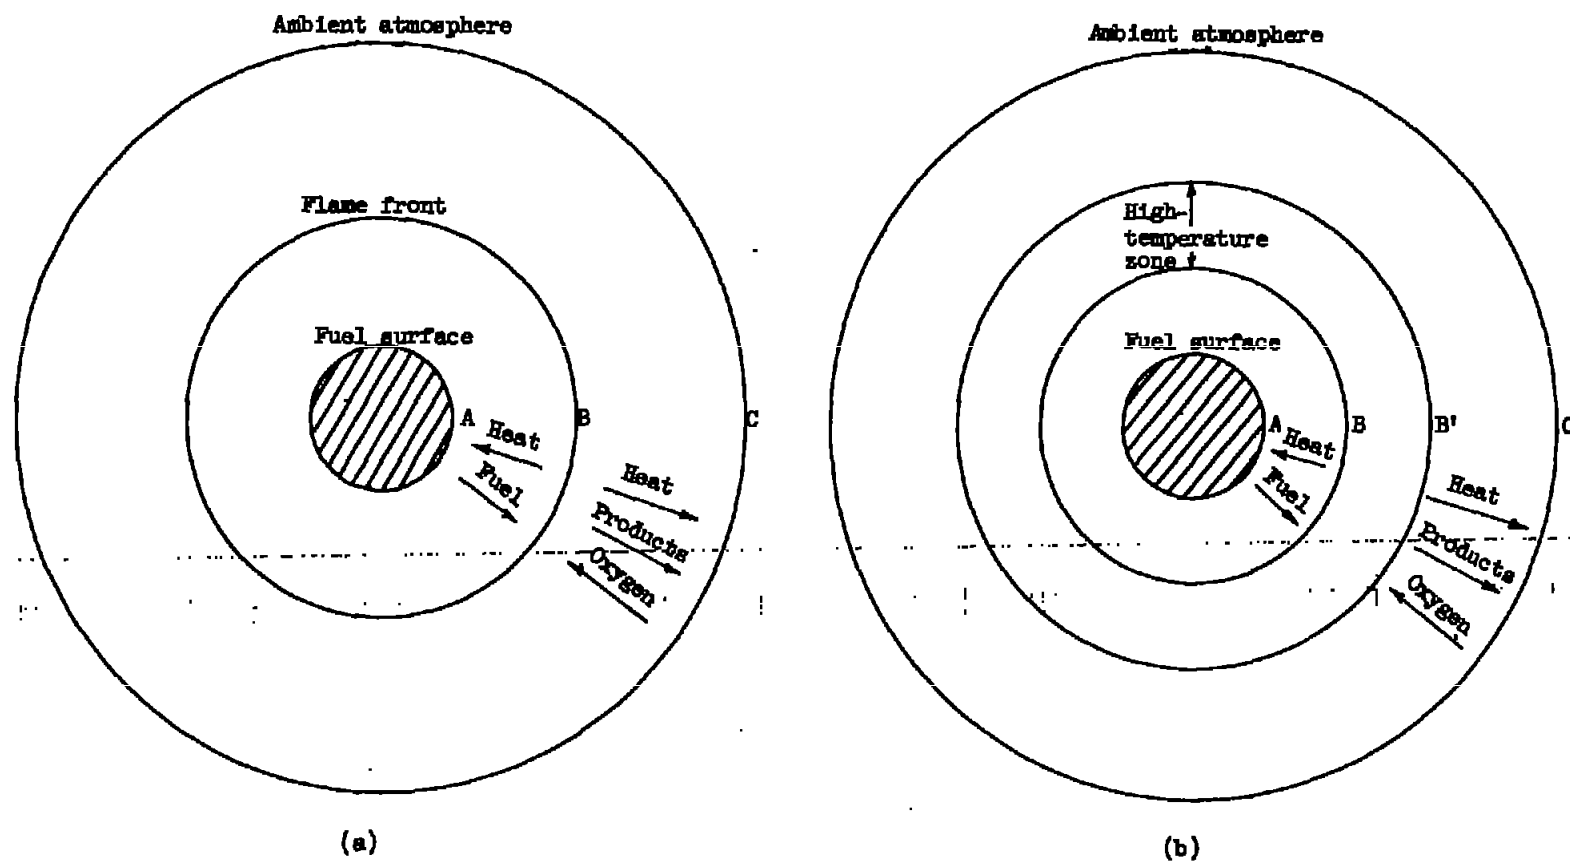 Ambient atmosphere
Flame front
Fuel surface
A
B
C
Heat
Fuel
Heat
Products
Oxygen
(a)
Ambient atmosphere
High-
temperature
zone
Fuel surface
A
B
B'
C
Heat
Fuel
Heat
Products
Oxygen
(b)